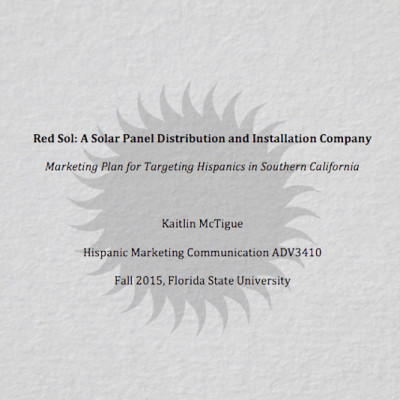 Red Sol: A Solar Panel Distribution and Installation Company
Marketing Plan for Targeting Hispanics in Southern California
Kaitlin McTigue
Hispanic Marketing Communication ADV3410
Fall 2015, Florida State University